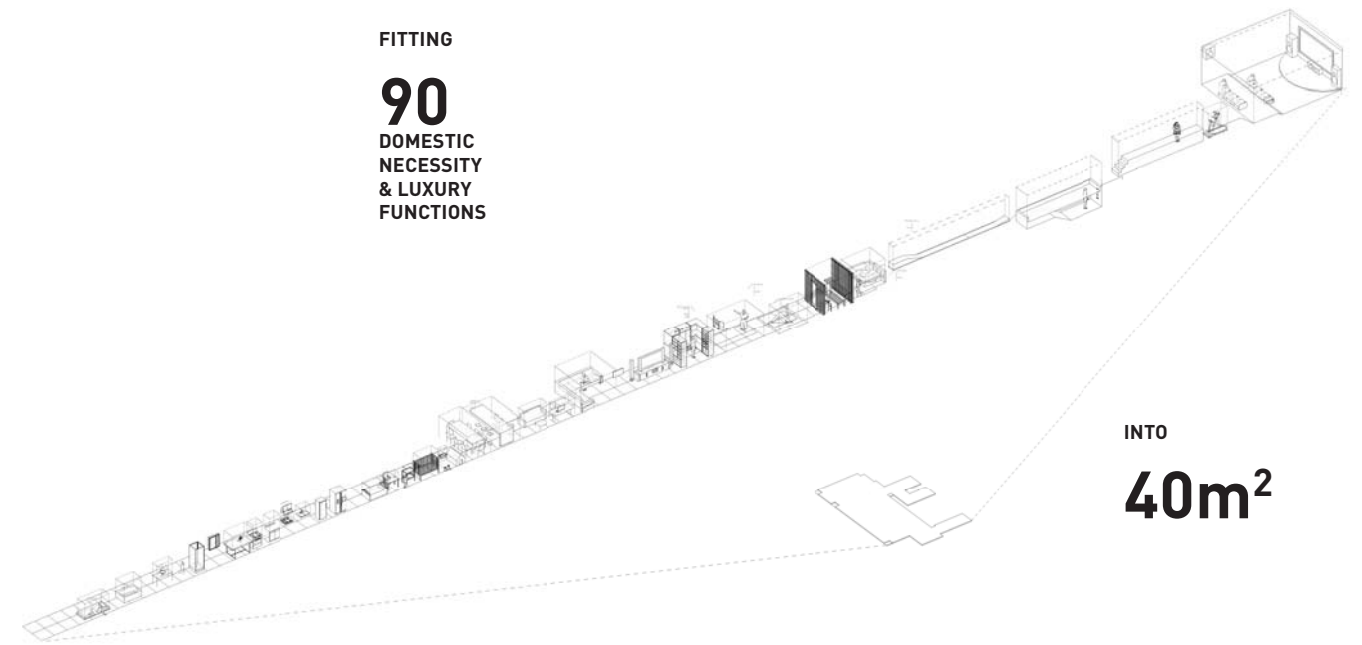 FITTING
90
DOMESTIC
NECESSITY
& LUXURY
FUNCTIONS
INTO
40m²